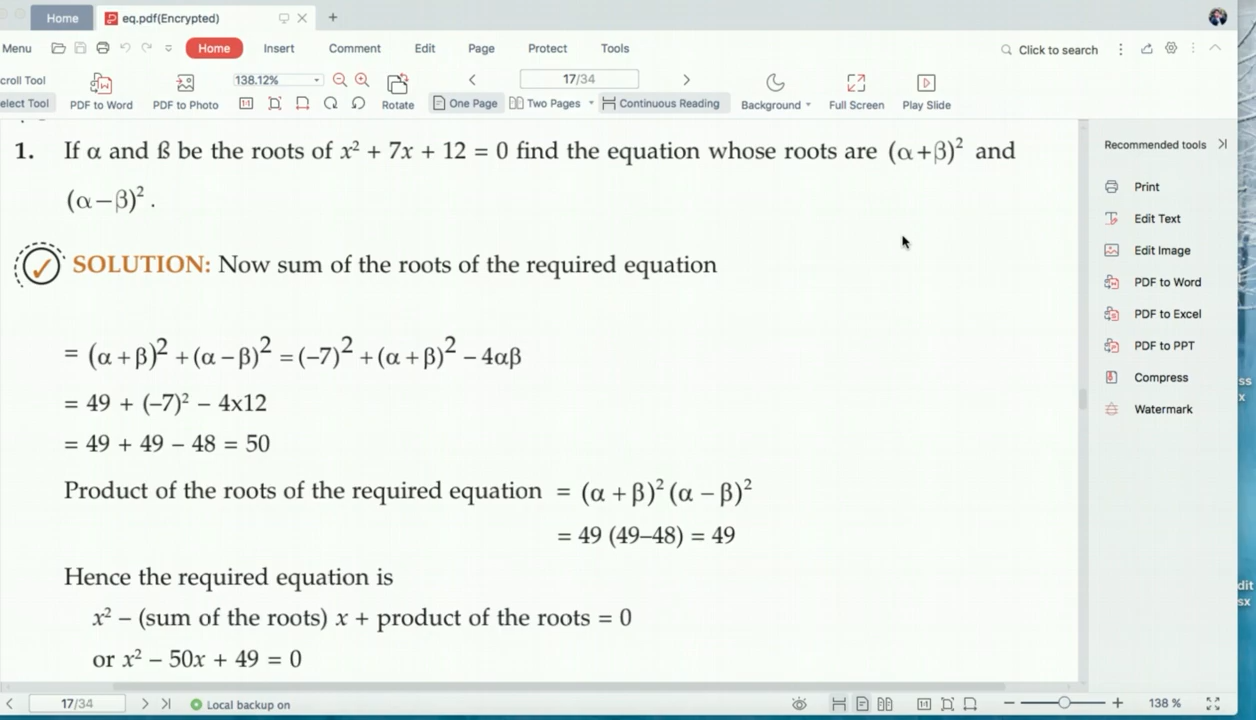 Home eq.pdf(Encrypted)
Menu Home Insert Comment Edit Page Protect Tools Click to search
croll Tool 138.12% 17/34
elect Tool PDF to Word PDF to Photo Rotate One Page Two Pages Continuous Reading Background Full Screen Play Slide
1. If α and ß be the roots of x² + 7x + 12 = 0 find the equation whose roots are (α+β)² and
(α−β)² .
SOLUTION: Now sum of the roots of the required equation
= (α+β)² + (α−β)² = (−7)² + (α+β)² − 4αβ
= 49 + (–7)² – 4x12
= 49 + 49 – 48 = 50
Product of the roots of the required equation = (α+β)² (α−β)²
= 49 (49–48) = 49
Hence the required equation is
x² – (sum of the roots) x + product of the roots = 0
or x² – 50x + 49 = 0
Recommended tools
Print
Edit Text
Edit Image
PDF to Word
PDF to Excel
PDF to PPT
Compress
Watermark
ss
x
dit
sx
17/34 Local backup on 138 %